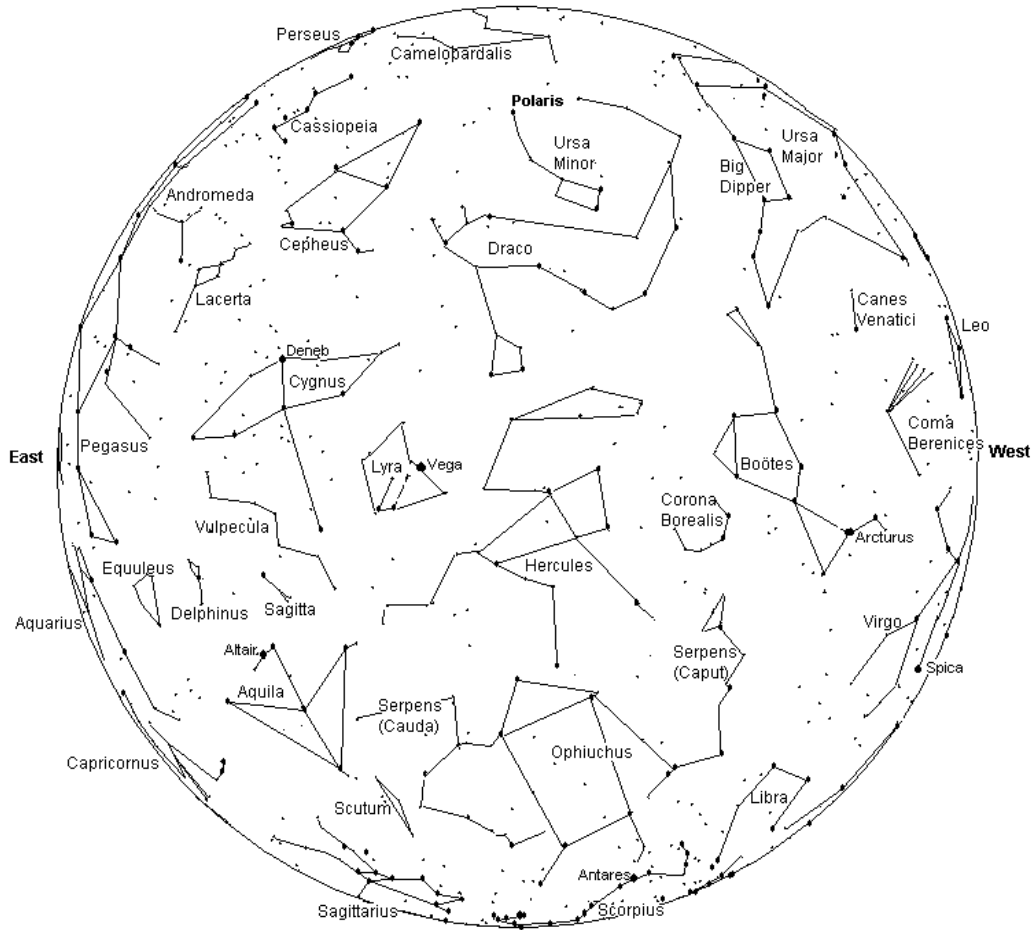 Perseus
Camelopardalis
Polaris
Cassiopeia
Ursa
Minor
Ursa
Major
Big
Dipper
Andromeda
Cepheus
Draco
Lacerta
Canes
Venatici
Leo
Deneb
Cygnus
Pegasus
Coma
Berenices
East
West
Lyra
Vega
Boötes
Vulpecula
Corona
Borealis
Arcturus
Equuleus
Hercules
Delphinus
Sagitta
Aquarius
Virgo
Altair
Serpens
(Caput)
Spica
Aquila
Serpens
(Cauda)
Ophiuchus
Capricornus
Scutum
Libra
Antares
Sagittarius
Scorpius